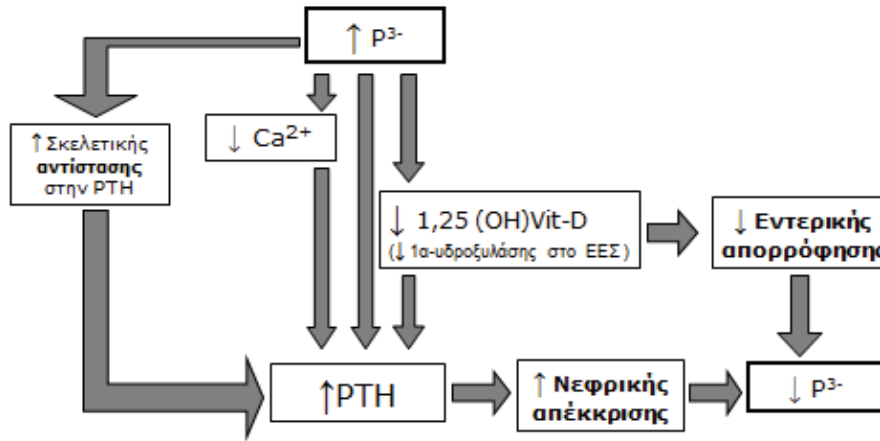 ↑ P³⁻
↑ Σκελετικής
αντίστασης
στην PTH
↓ Ca²⁺
↓ 1,25 (OH)Vit-D
(↓ 1α-υδροξυλάσης στο ΕΕΣ)
↓ Εντερικής
απορρόφησης
↑PTH
↑ Νεφρικής
απέκκρισης
↓ P³⁻